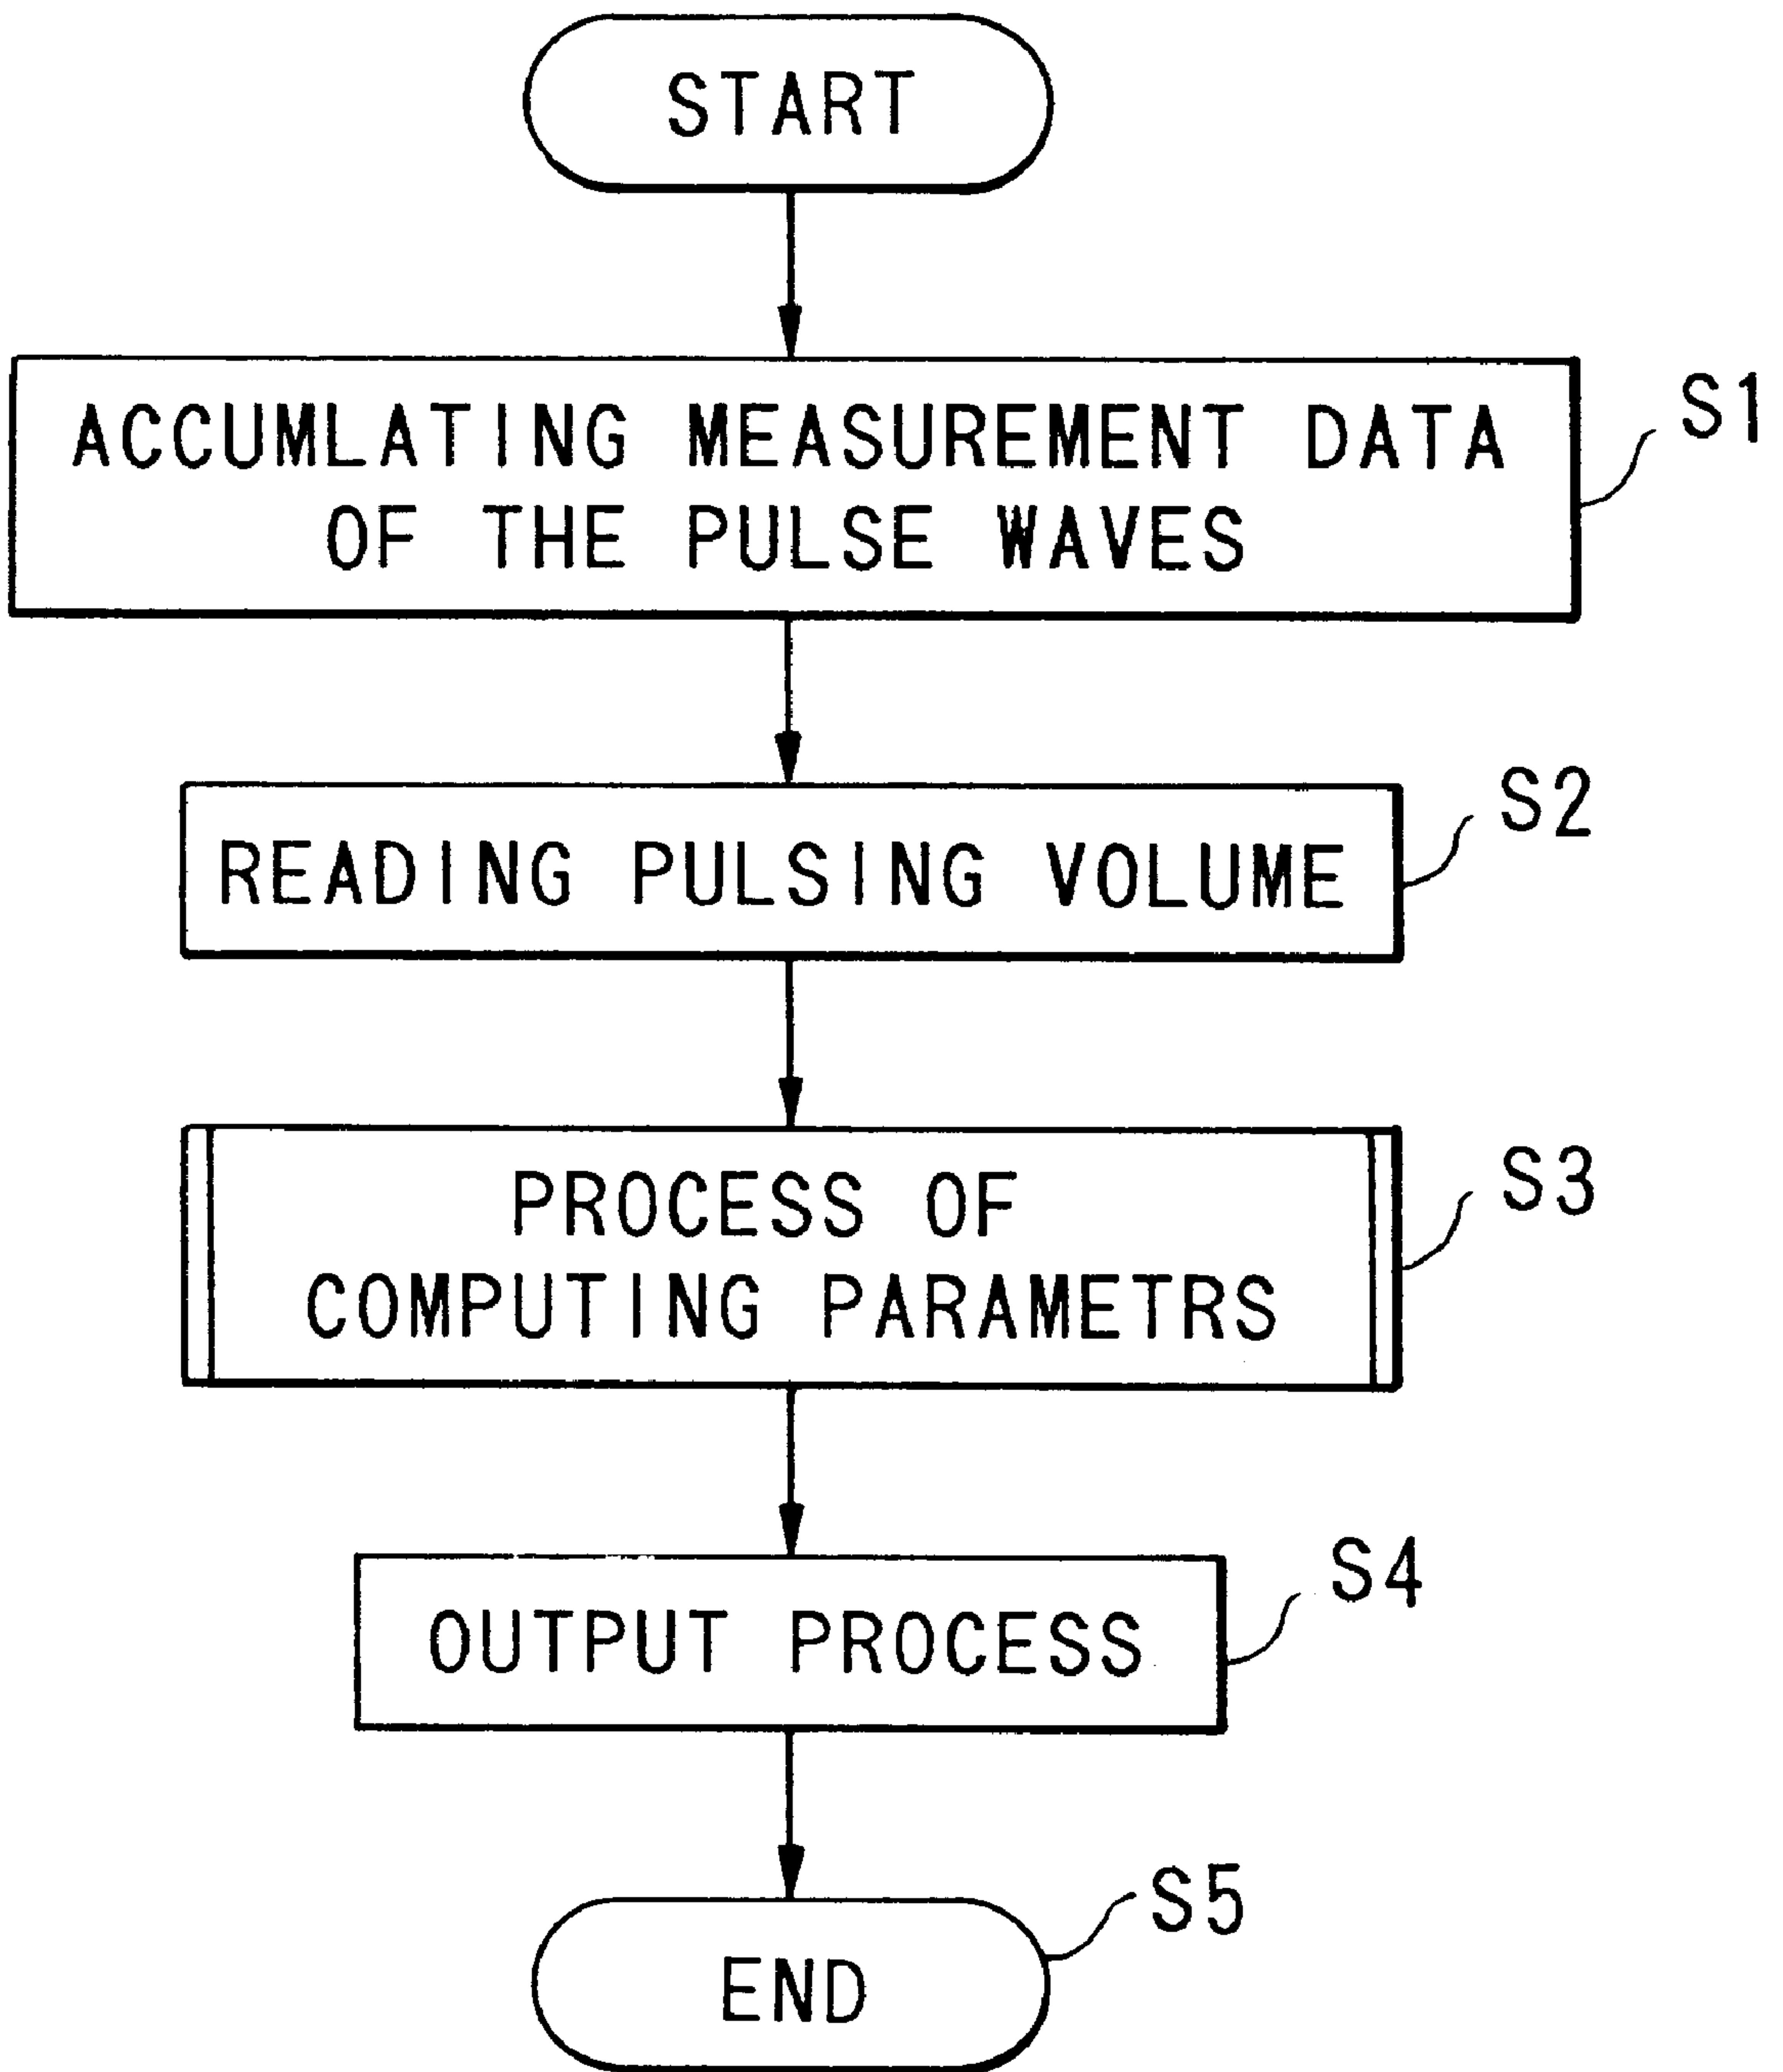 START
ACCUMLATING MEASUREMENT DATA
OF THE PULSE WAVES
S1
READING PULSING VOLUME
S2
PROCESS OF
COMPUTING PARAMETRS
S3
OUTPUT PROCESS
S4
END
S5